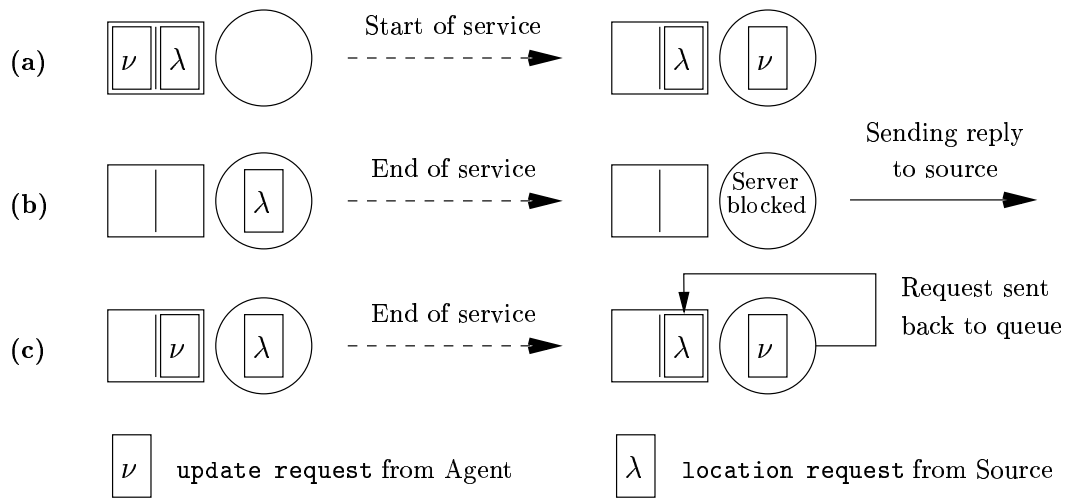 (a) ν λ Start of service λ ν
Sending reply
to source
(b) λ End of service Server
blocked
(c) ν λ End of service λ ν Request sent
back to queue
ν update request from Agent λ location request from Source